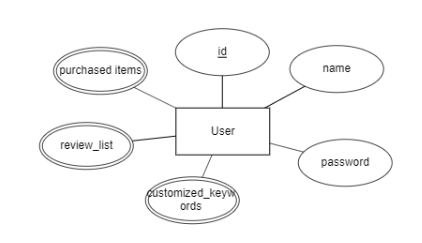 id
purchased items
name
User
review_list
password
customized_keyw
ords